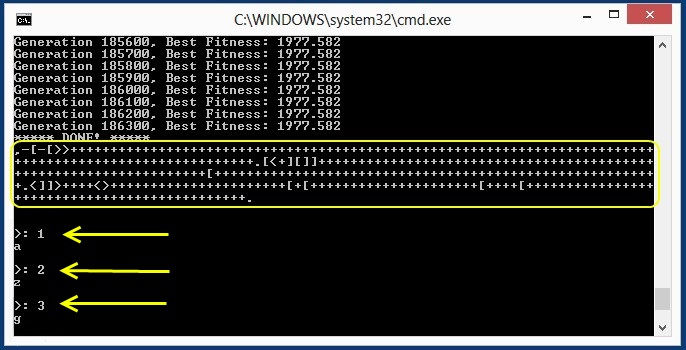 C:\WINDOWS\system32\cmd.exe
Generation 185600, Best Fitness: 1977.582
Generation 185700, Best Fitness: 1977.582
Generation 185800, Best Fitness: 1977.582
Generation 185900, Best Fitness: 1977.582
Generation 186000, Best Fitness: 1977.582
Generation 186100, Best Fitness: 1977.582
Generation 186200, Best Fitness: 1977.582
Generation 186300, Best Fitness: 1977.582
***** DONE! *****
,-[-[>>+++++++++++++++++++++++++++++++++++++++++++++++++++++++++++++++++++++++++
++++++++++++++++++++++++++++++.[<+][]]++++++++++++++++++++++++++++++++++++++++++
++++++++++++++++++++++++[+++++++++++++++++++++++++++++++++++++++++++++++++++++++
+.<]]>++++<>++++++++++++++++++++++[+[+++++++++++++++++++++[++++[++++++++++++++++
+++++++++++++++++++++++++++++.
>: 1
a
>: 2
z
>: 3
g